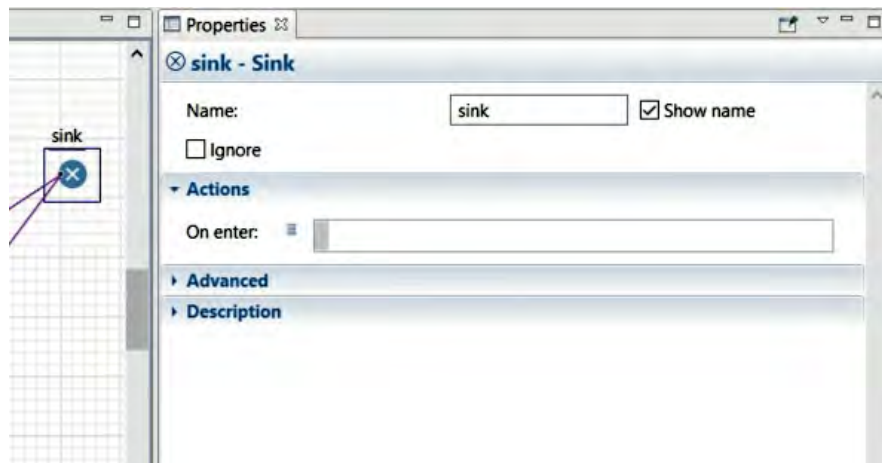 Properties
sink - Sink
Name:
sink
Show name
sink
Ignore
Actions
On enter:
Advanced
Description